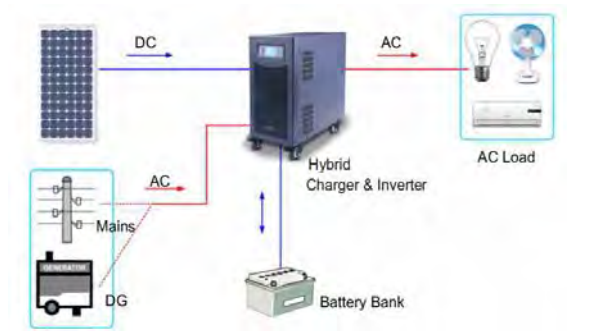 DC
AC
Hybrid
Charger & Inverter
AC Load
AC
Mains
GENERATOR
DG
Battery Bank